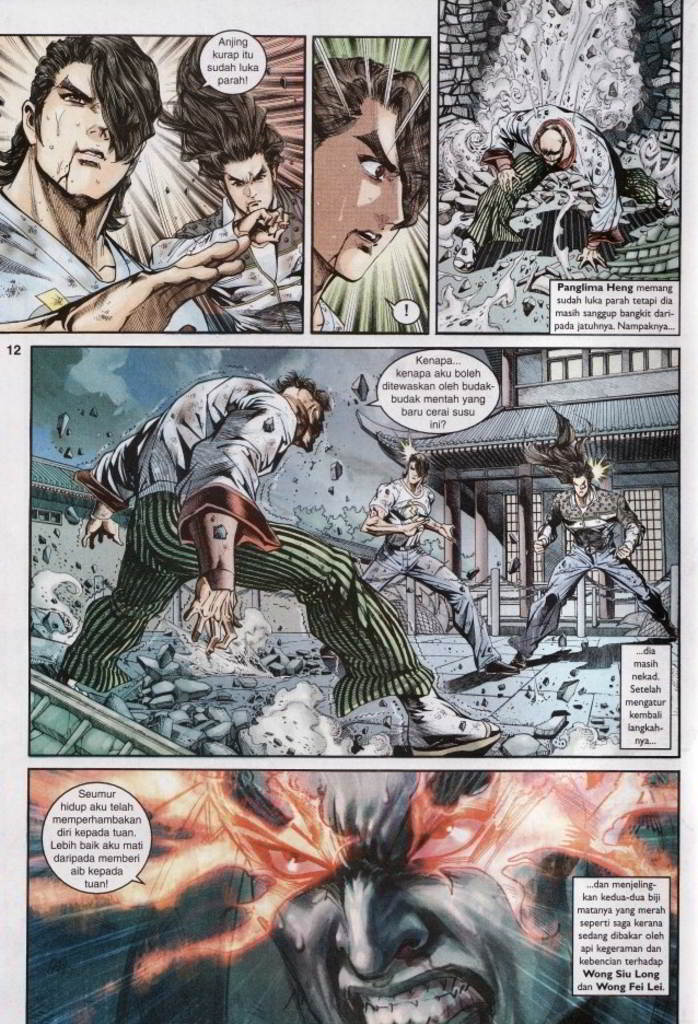 Anjing
kurap itu
sudah luka
parah!
!
Panglima Heng memang
sudah luka parah tetapi dia
masih sanggup bangkit dari-
pada jatuhnya. Nampaknya...
12
Kenapa...
kenapa aku boleh
ditewaskan oleh budak-
budak mentah yang
baru cerai susu
ini?
...dia
masih
nekad.
Setelah
mengatur
kembali
langkah-
nya...
Seumur
hidup aku telah
memperhambakan
diri kepada tuan.
Lebih baik aku mati
daripada memberi
aib kepada
tuan!
...dan menjeling-
kan kedua-dua biji
matanya yang merah
seperti saga kerana
sedang dibakar oleh
api kegeraman dan
kebencian terhadap
Wong Siu Long
dan Wong Fei Lei.